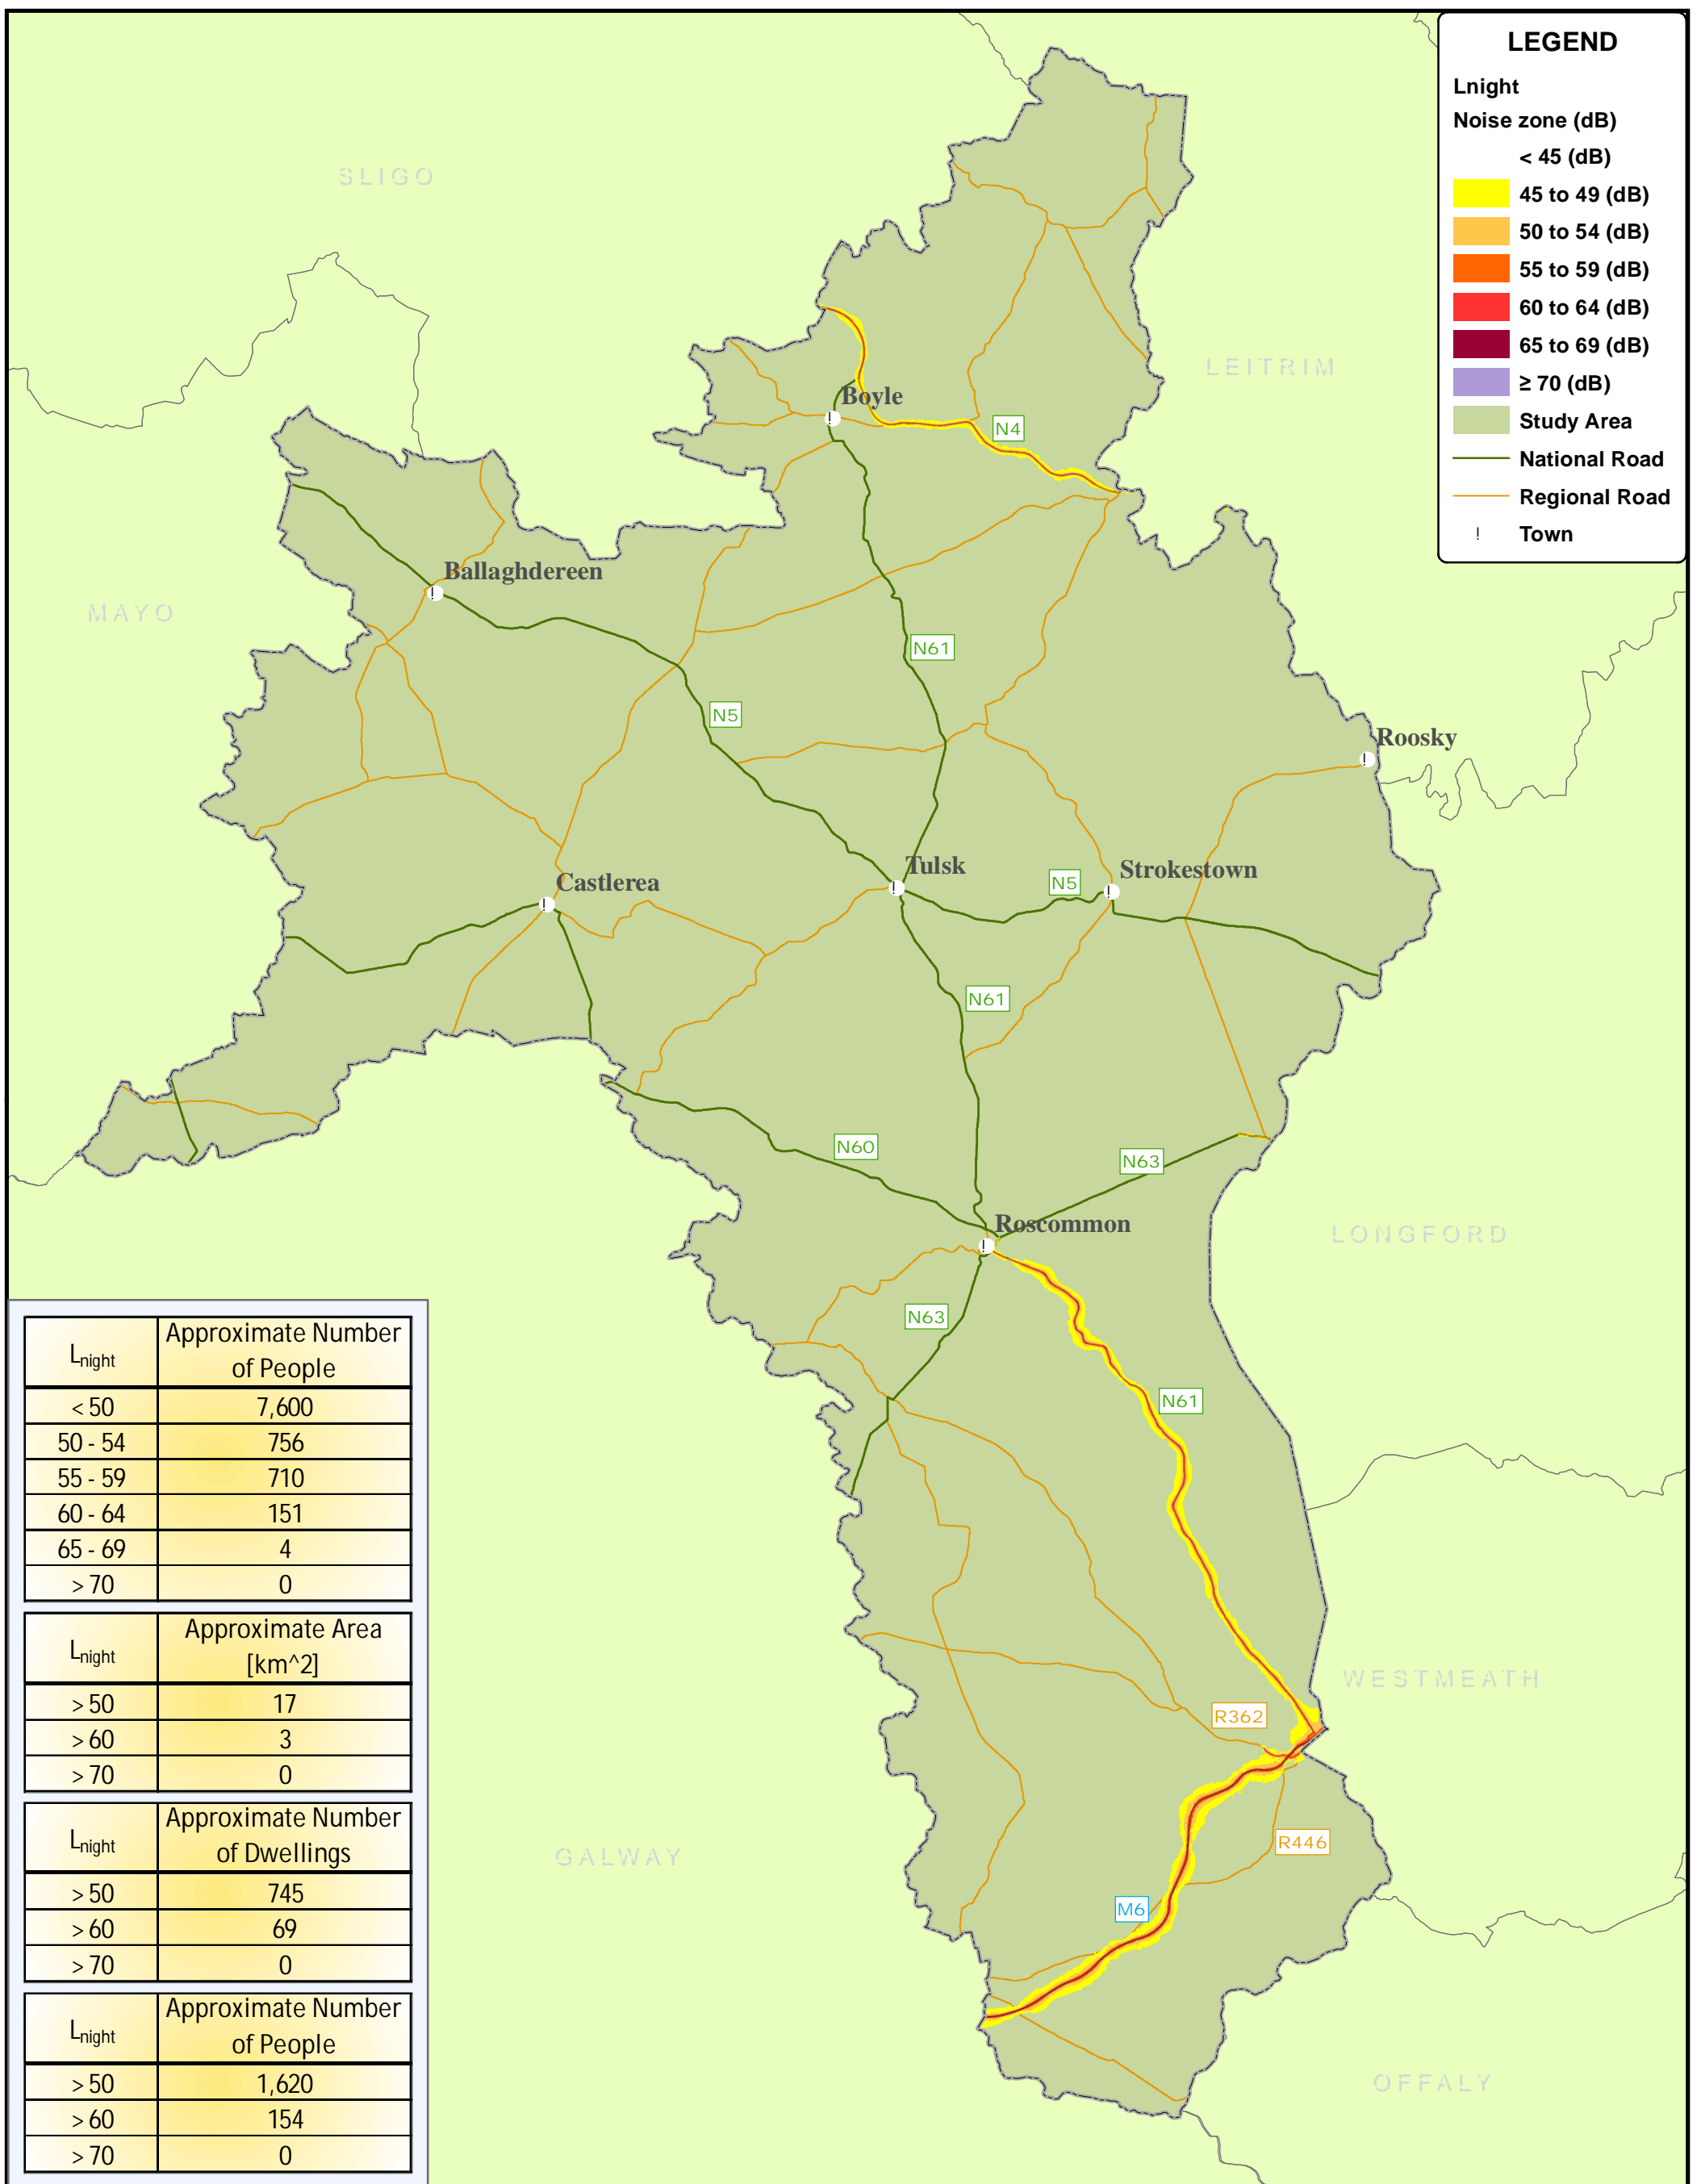 LEGEND
Lnight
Noise zone (dB)
< 45 (dB)
45 to 49 (dB)
50 to 54 (dB)
55 to 59 (dB)
60 to 64 (dB)
65 to 69 (dB)
≥ 70 (dB)
Study Area
National Road
Regional Road
! Town
SLIGO
LEITRIM
Boyle
N4
Ballaghdereen
MAYO
N61
N5
Roosky
Tulsk
Strokestown
N5
Castlerea
N61
N60
N63
Roscommon
LONGFORD
N63
N61
WESTMEATH
R362
R446
GALWAY
M6
OFFALY
Lnight Approximate Number
of People
< 50 7,600
50 - 54 756
55 - 59 710
60 - 64 151
65 - 69 4
> 70 0
Lnight Approximate Area
[km^2]
> 50 17
> 60 3
> 70 0
Lnight Approximate Number
of Dwellings
> 50 745
> 60 69
> 70 0
Lnight Approximate Number
of People
> 50 1,620
> 60 154
> 70 0